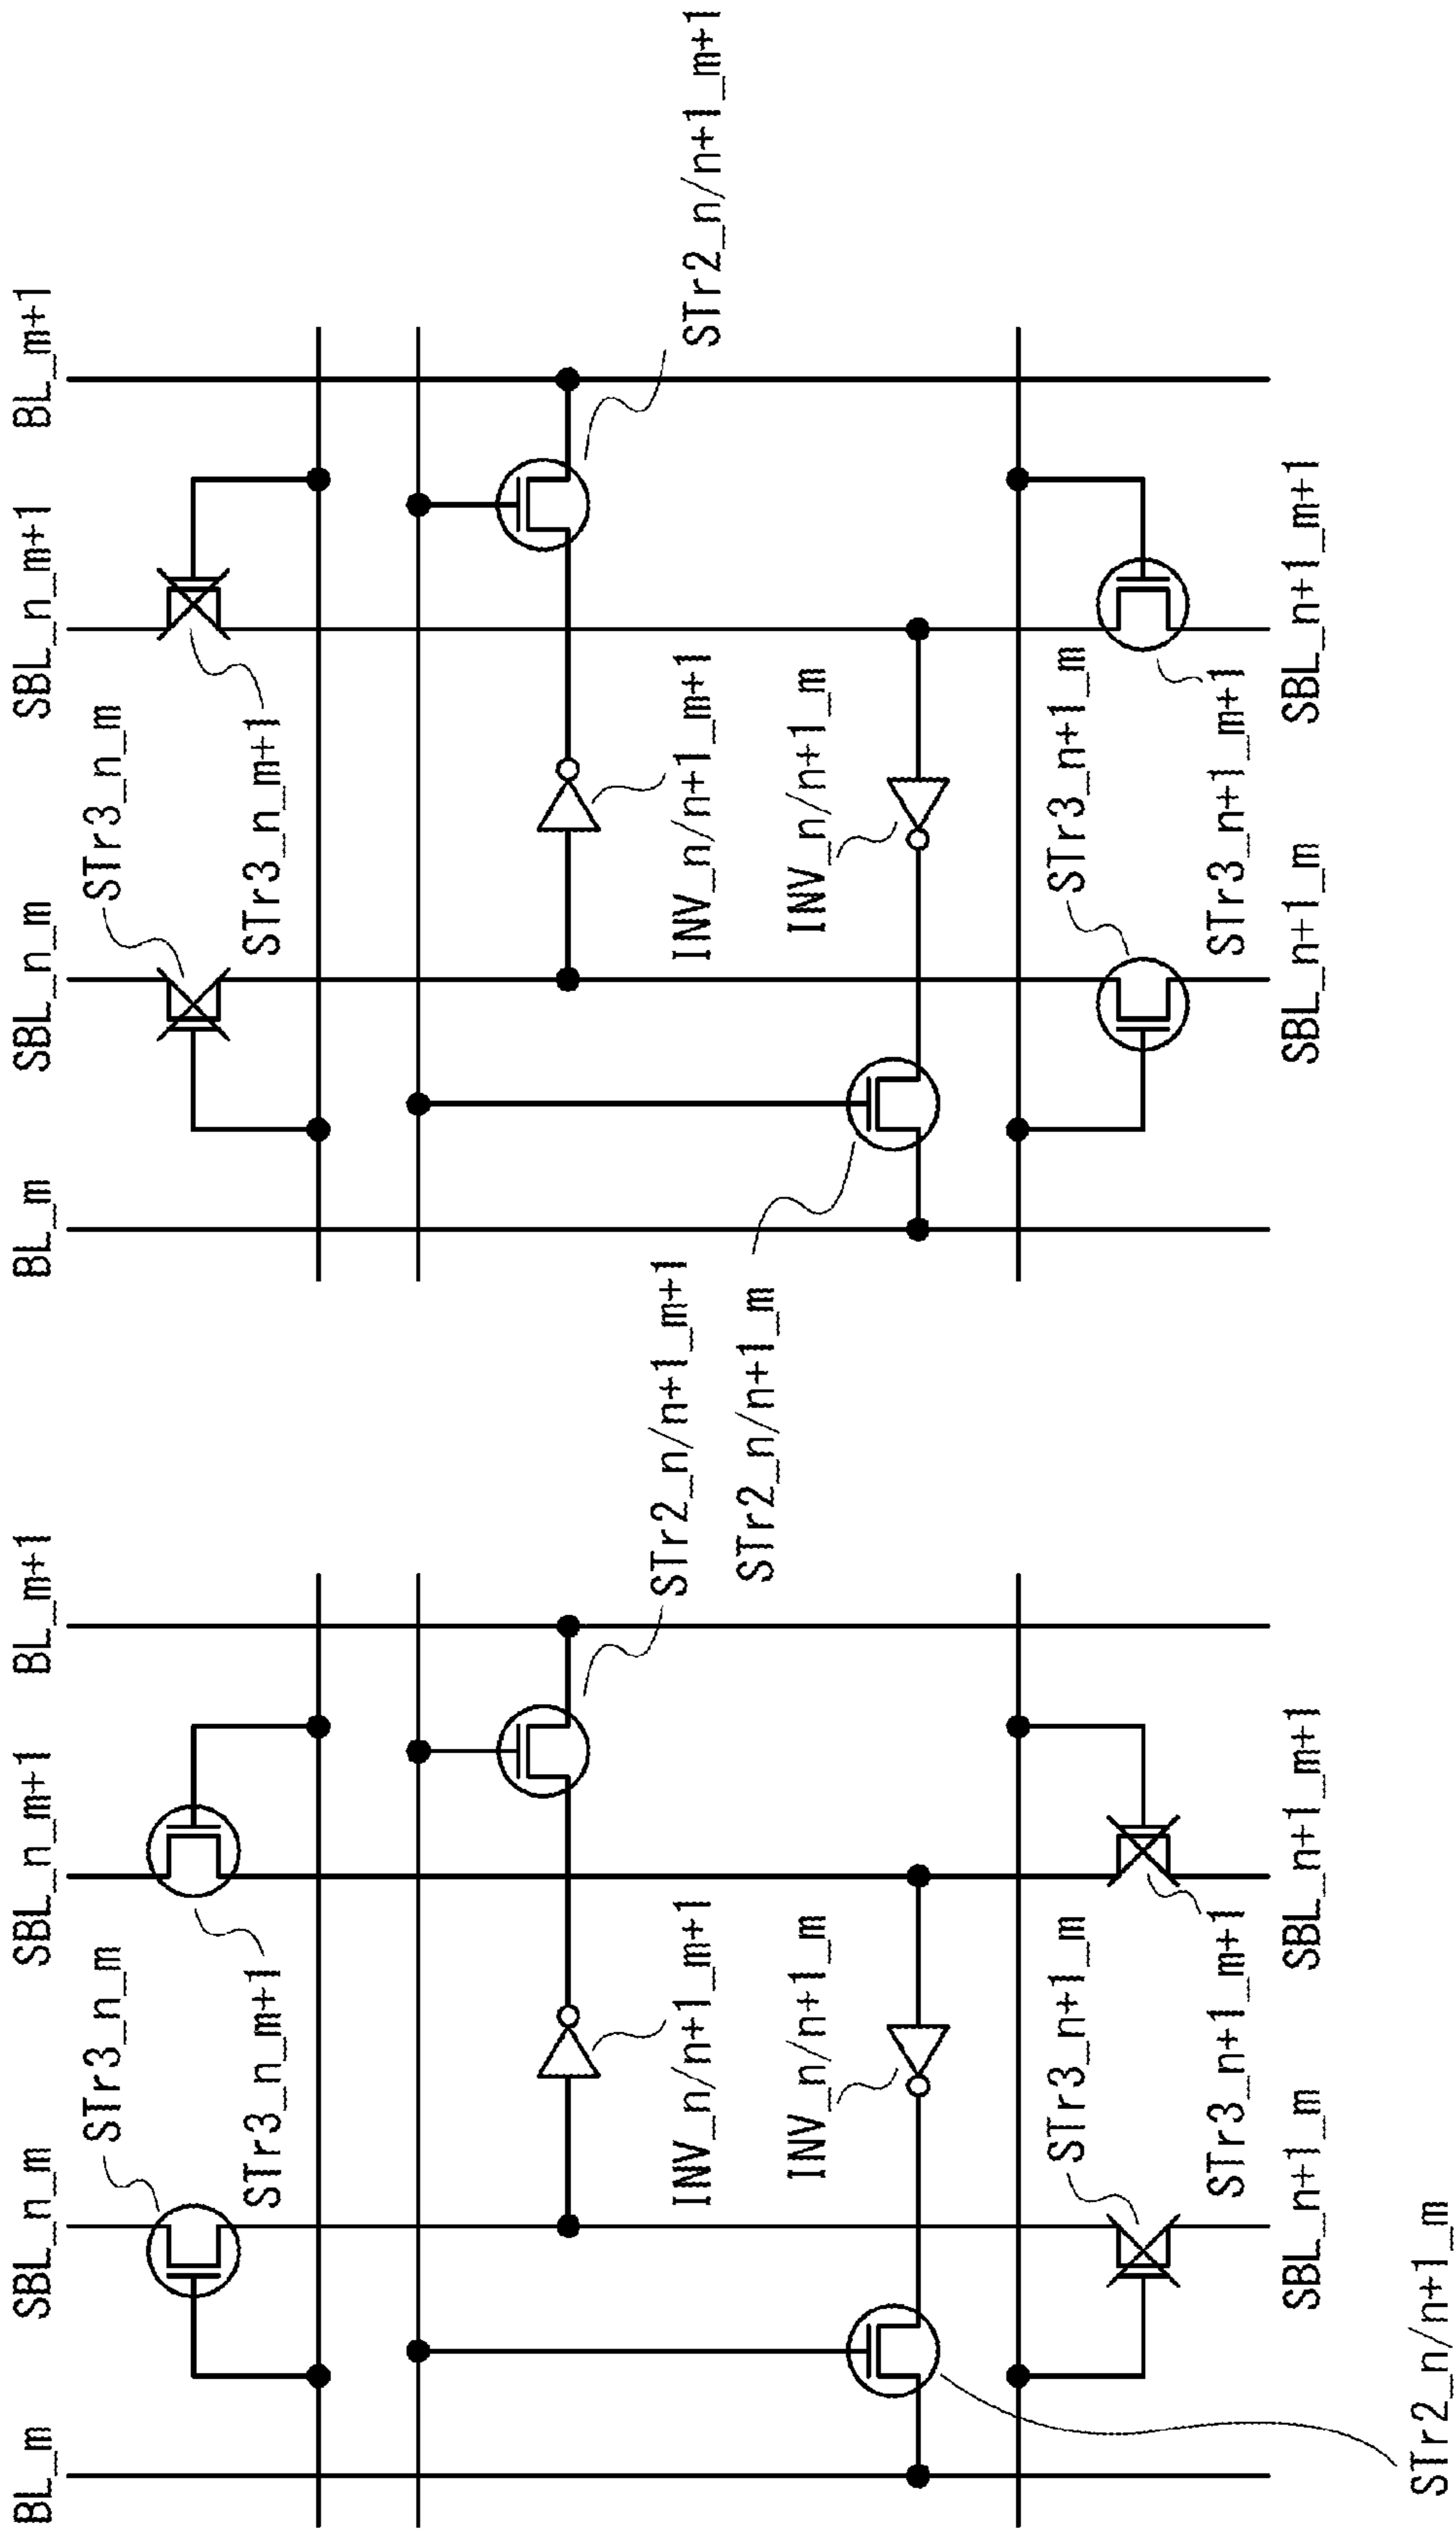 BL_m
SBL_n_m
SBL_n_m+1
BL_m+1
STr3_n_m
STr3_n_m+1
STr2_n/n+1_m+1
INV_n/n+1_m+1
INV_n/n+1_m
STr2_n/n+1_m
STr3_n+1_m
STr3_n+1_m+1
SBL_n+1_m
SBL_n+1_m+1
BL_m
SBL_n_m
SBL_n_m+1
BL_m+1
STr3_n_m
STr3_n_m+1
STr2_n/n+1_m+1
INV_n/n+1_m+1
STr2_n/n+1_m
INV_n/n+1_m
STr3_n+1_m
STr3_n+1_m+1
SBL_n+1_m
SBL_n+1_m+1